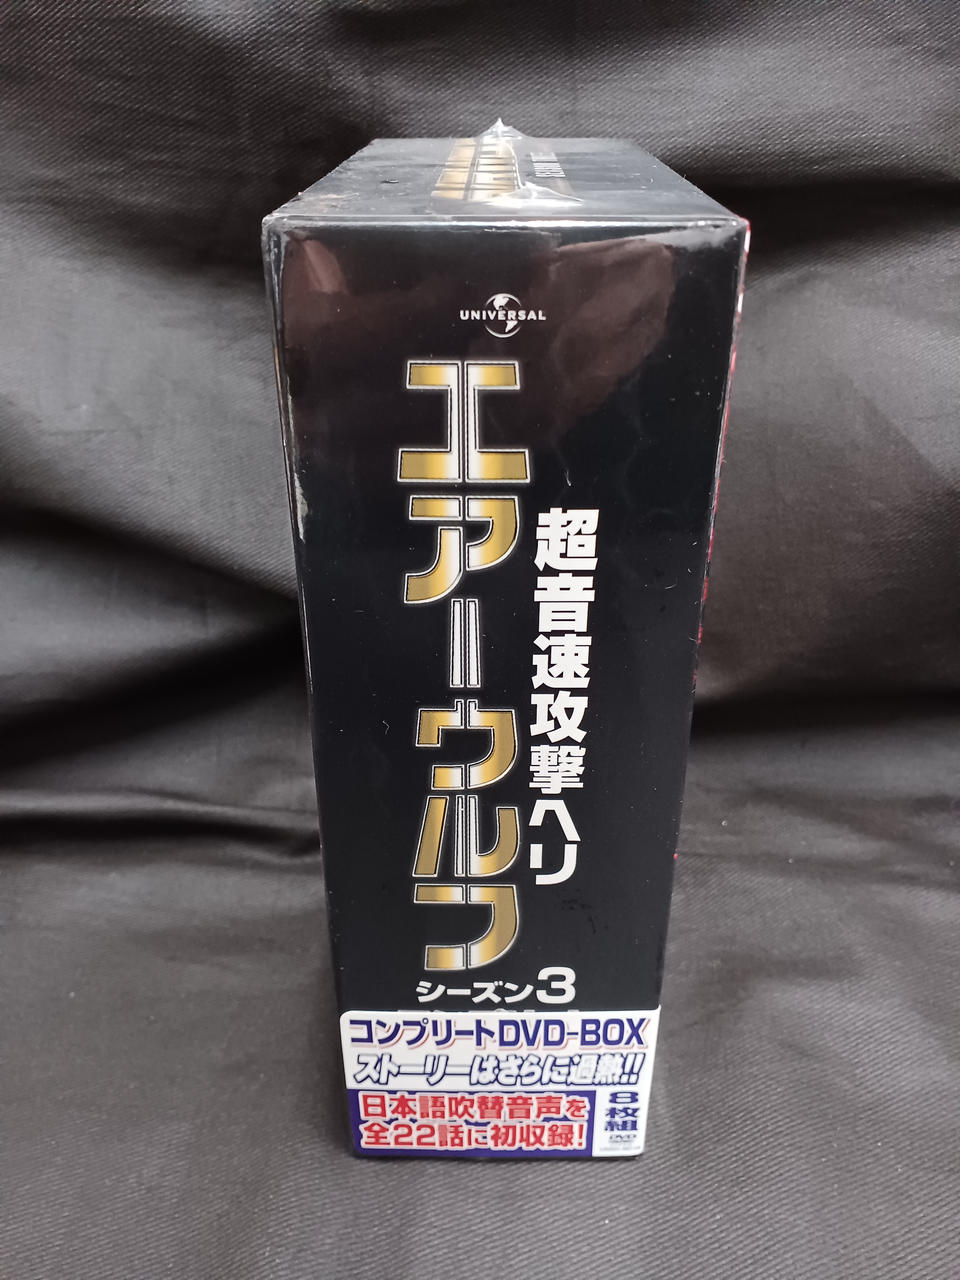 UNIVERSAL
エアーウルフ
超音速攻撃ヘリ
シーズン3
コンプリートDVD-BOX
ストーリーはさらに過熱!!
日本語吹替音声を
全22話に初収録!
8枚組
DVD